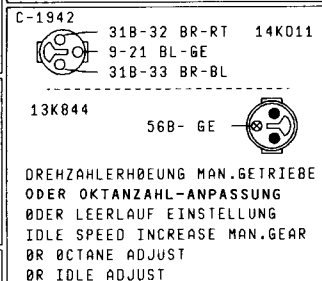 C-1942
31B-32 BR-RT 14K011
9-21 BL-GE
31B-33 BR-BL
13K844
56B- GE
DREHZAHLERHØEUNG MAN.GETRIEBE
ODER OKTANZAHL-ANPASSUNG
ØDER LEERLAUF EINSTELLUNG
IDLE SPEED INCREASE MAN.GEAR
ØR ØCTANE ADJUST
ØR IDLE ADJUST